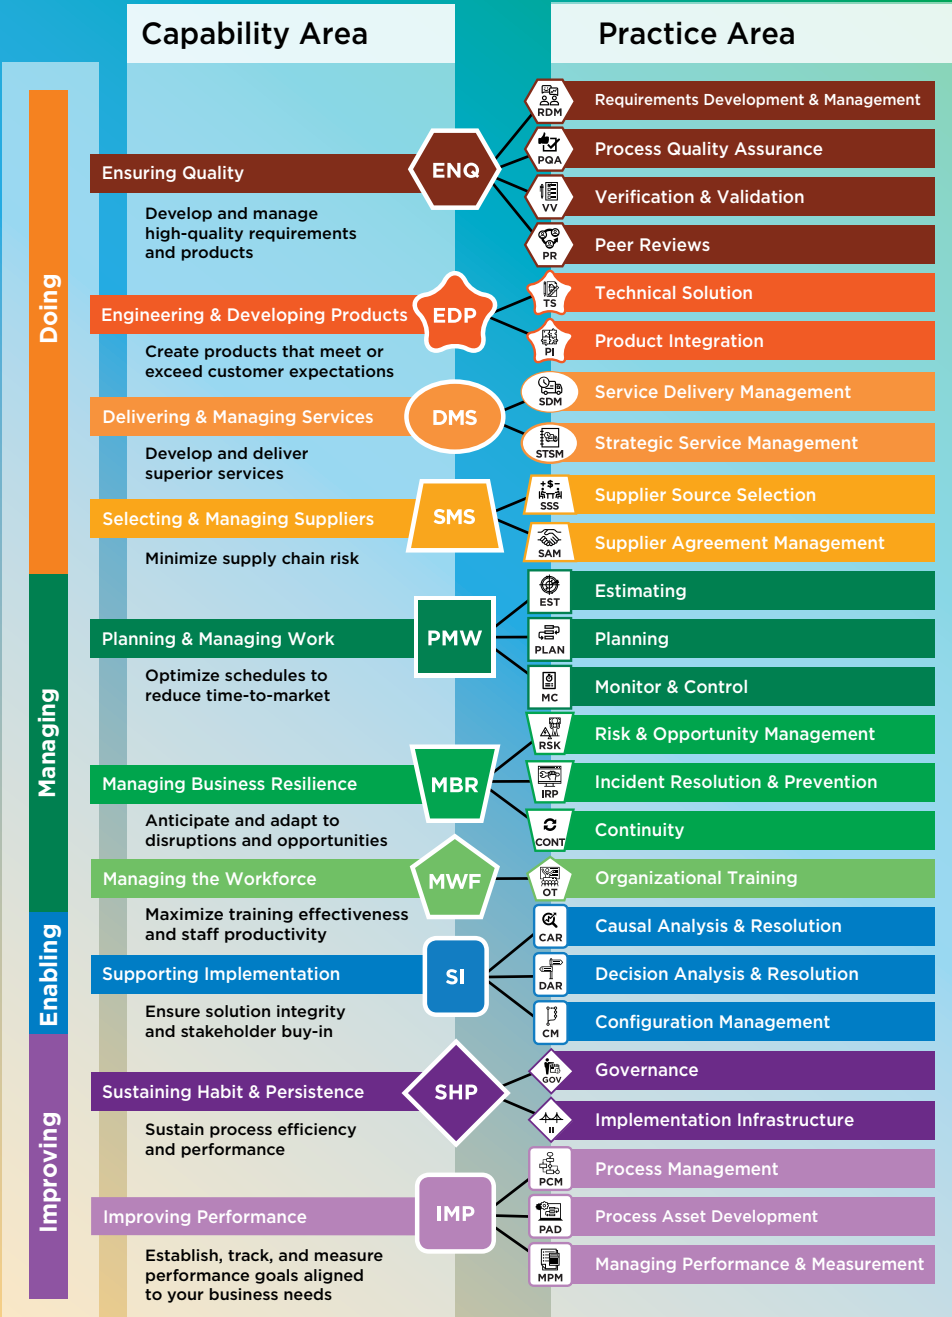 Capability Area
Practice Area
Doing
Ensuring Quality
ENQ
Develop and manage
high-quality requirements
and products
RDM
Requirements Development & Management
PQA
Process Quality Assurance
VV
Verification & Validation
PR
Peer Reviews
Engineering & Developing Products
EDP
Create products that meet or
exceed customer expectations
TS
Technical Solution
PI
Product Integration
Delivering & Managing Services
DMS
Develop and deliver
superior services
SDM
Service Delivery Management
STSM
Strategic Service Management
Selecting & Managing Suppliers
SMS
Minimize supply chain risk
+$-
SSS
Supplier Source Selection
SAM
Supplier Agreement Management
Managing
Planning & Managing Work
PMW
Optimize schedules to
reduce time-to-market
EST
Estimating
PLAN
Planning
MC
Monitor & Control
Managing Business Resilience
MBR
Anticipate and adapt to
disruptions and opportunities
RSK
Risk & Opportunity Management
IRP
Incident Resolution & Prevention
CONT
Continuity
Managing the Workforce
MWF
Maximize training effectiveness
and staff productivity
OT
Organizational Training
Enabling
Supporting Implementation
SI
Ensure solution integrity
and stakeholder buy-in
CAR
Causal Analysis & Resolution
DAR
Decision Analysis & Resolution
CM
Configuration Management
Improving
Sustaining Habit & Persistence
SHP
Sustain process efficiency
and performance
GOV
Governance
II
Implementation Infrastructure
Improving Performance
IMP
Establish, track, and measure
performance goals aligned
to your business needs
PCM
Process Management
PAD
Process Asset Development
MPM
Managing Performance & Measurement